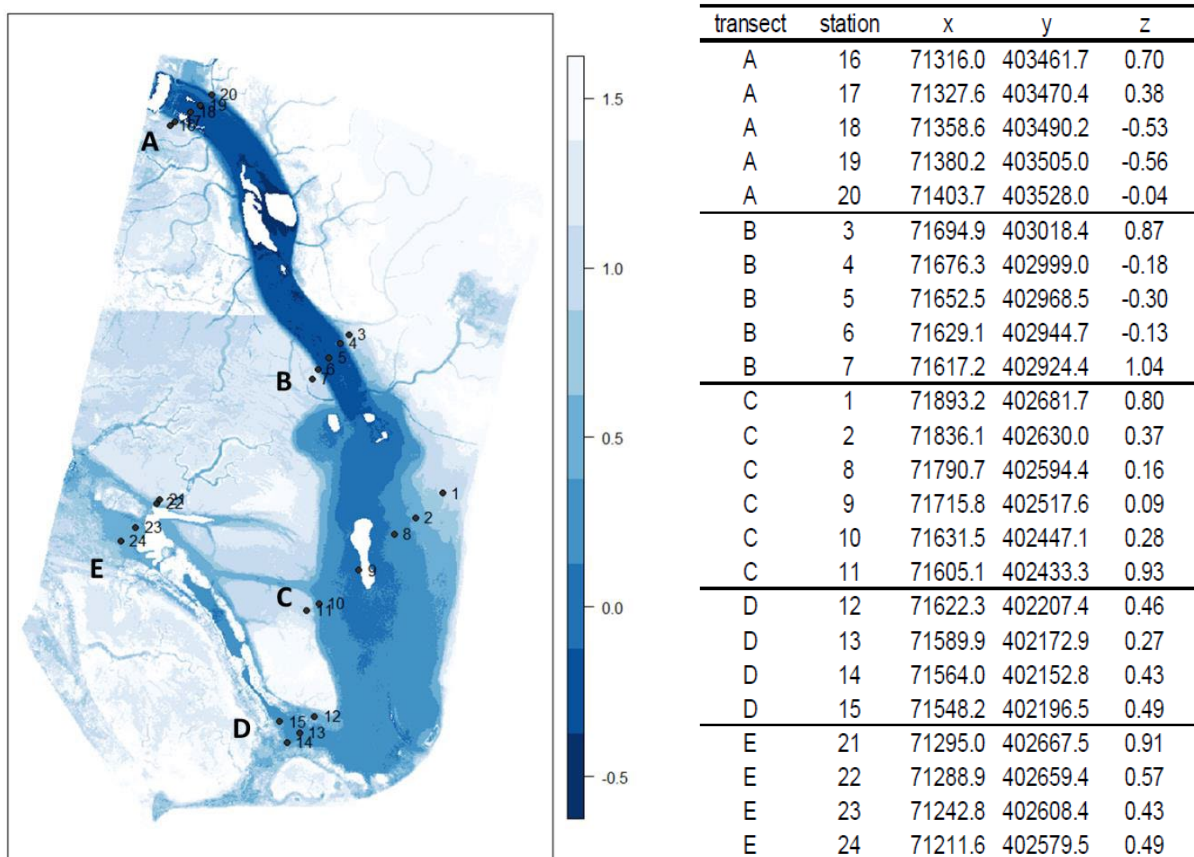 20
19
18
17
16
A
3
4
5
6
B
7
1
2
8
21
22
23
24
E
9
C
10
11
12
D
15
13
14
1.5
1.0
0.5
0.0
-0.5
transect station x y z
A 16 71316.0 403461.7 0.70
A 17 71327.6 403470.4 0.38
A 18 71358.6 403490.2 -0.53
A 19 71380.2 403505.0 -0.56
A 20 71403.7 403528.0 -0.04
B 3 71694.9 403018.4 0.87
B 4 71676.3 402999.0 -0.18
B 5 71652.5 402968.5 -0.30
B 6 71629.1 402944.7 -0.13
B 7 71617.2 402924.4 1.04
C 1 71893.2 402681.7 0.80
C 2 71836.1 402630.0 0.37
C 8 71790.7 402594.4 0.16
C 9 71715.8 402517.6 0.09
C 10 71631.5 402447.1 0.28
C 11 71605.1 402433.3 0.93
D 12 71622.3 402207.4 0.46
D 13 71589.9 402172.9 0.27
D 14 71564.0 402152.8 0.43
D 15 71548.2 402196.5 0.49
E 21 71295.0 402667.5 0.91
E 22 71288.9 402659.4 0.57
E 23 71242.8 402608.4 0.43
E 24 71211.6 402579.5 0.49